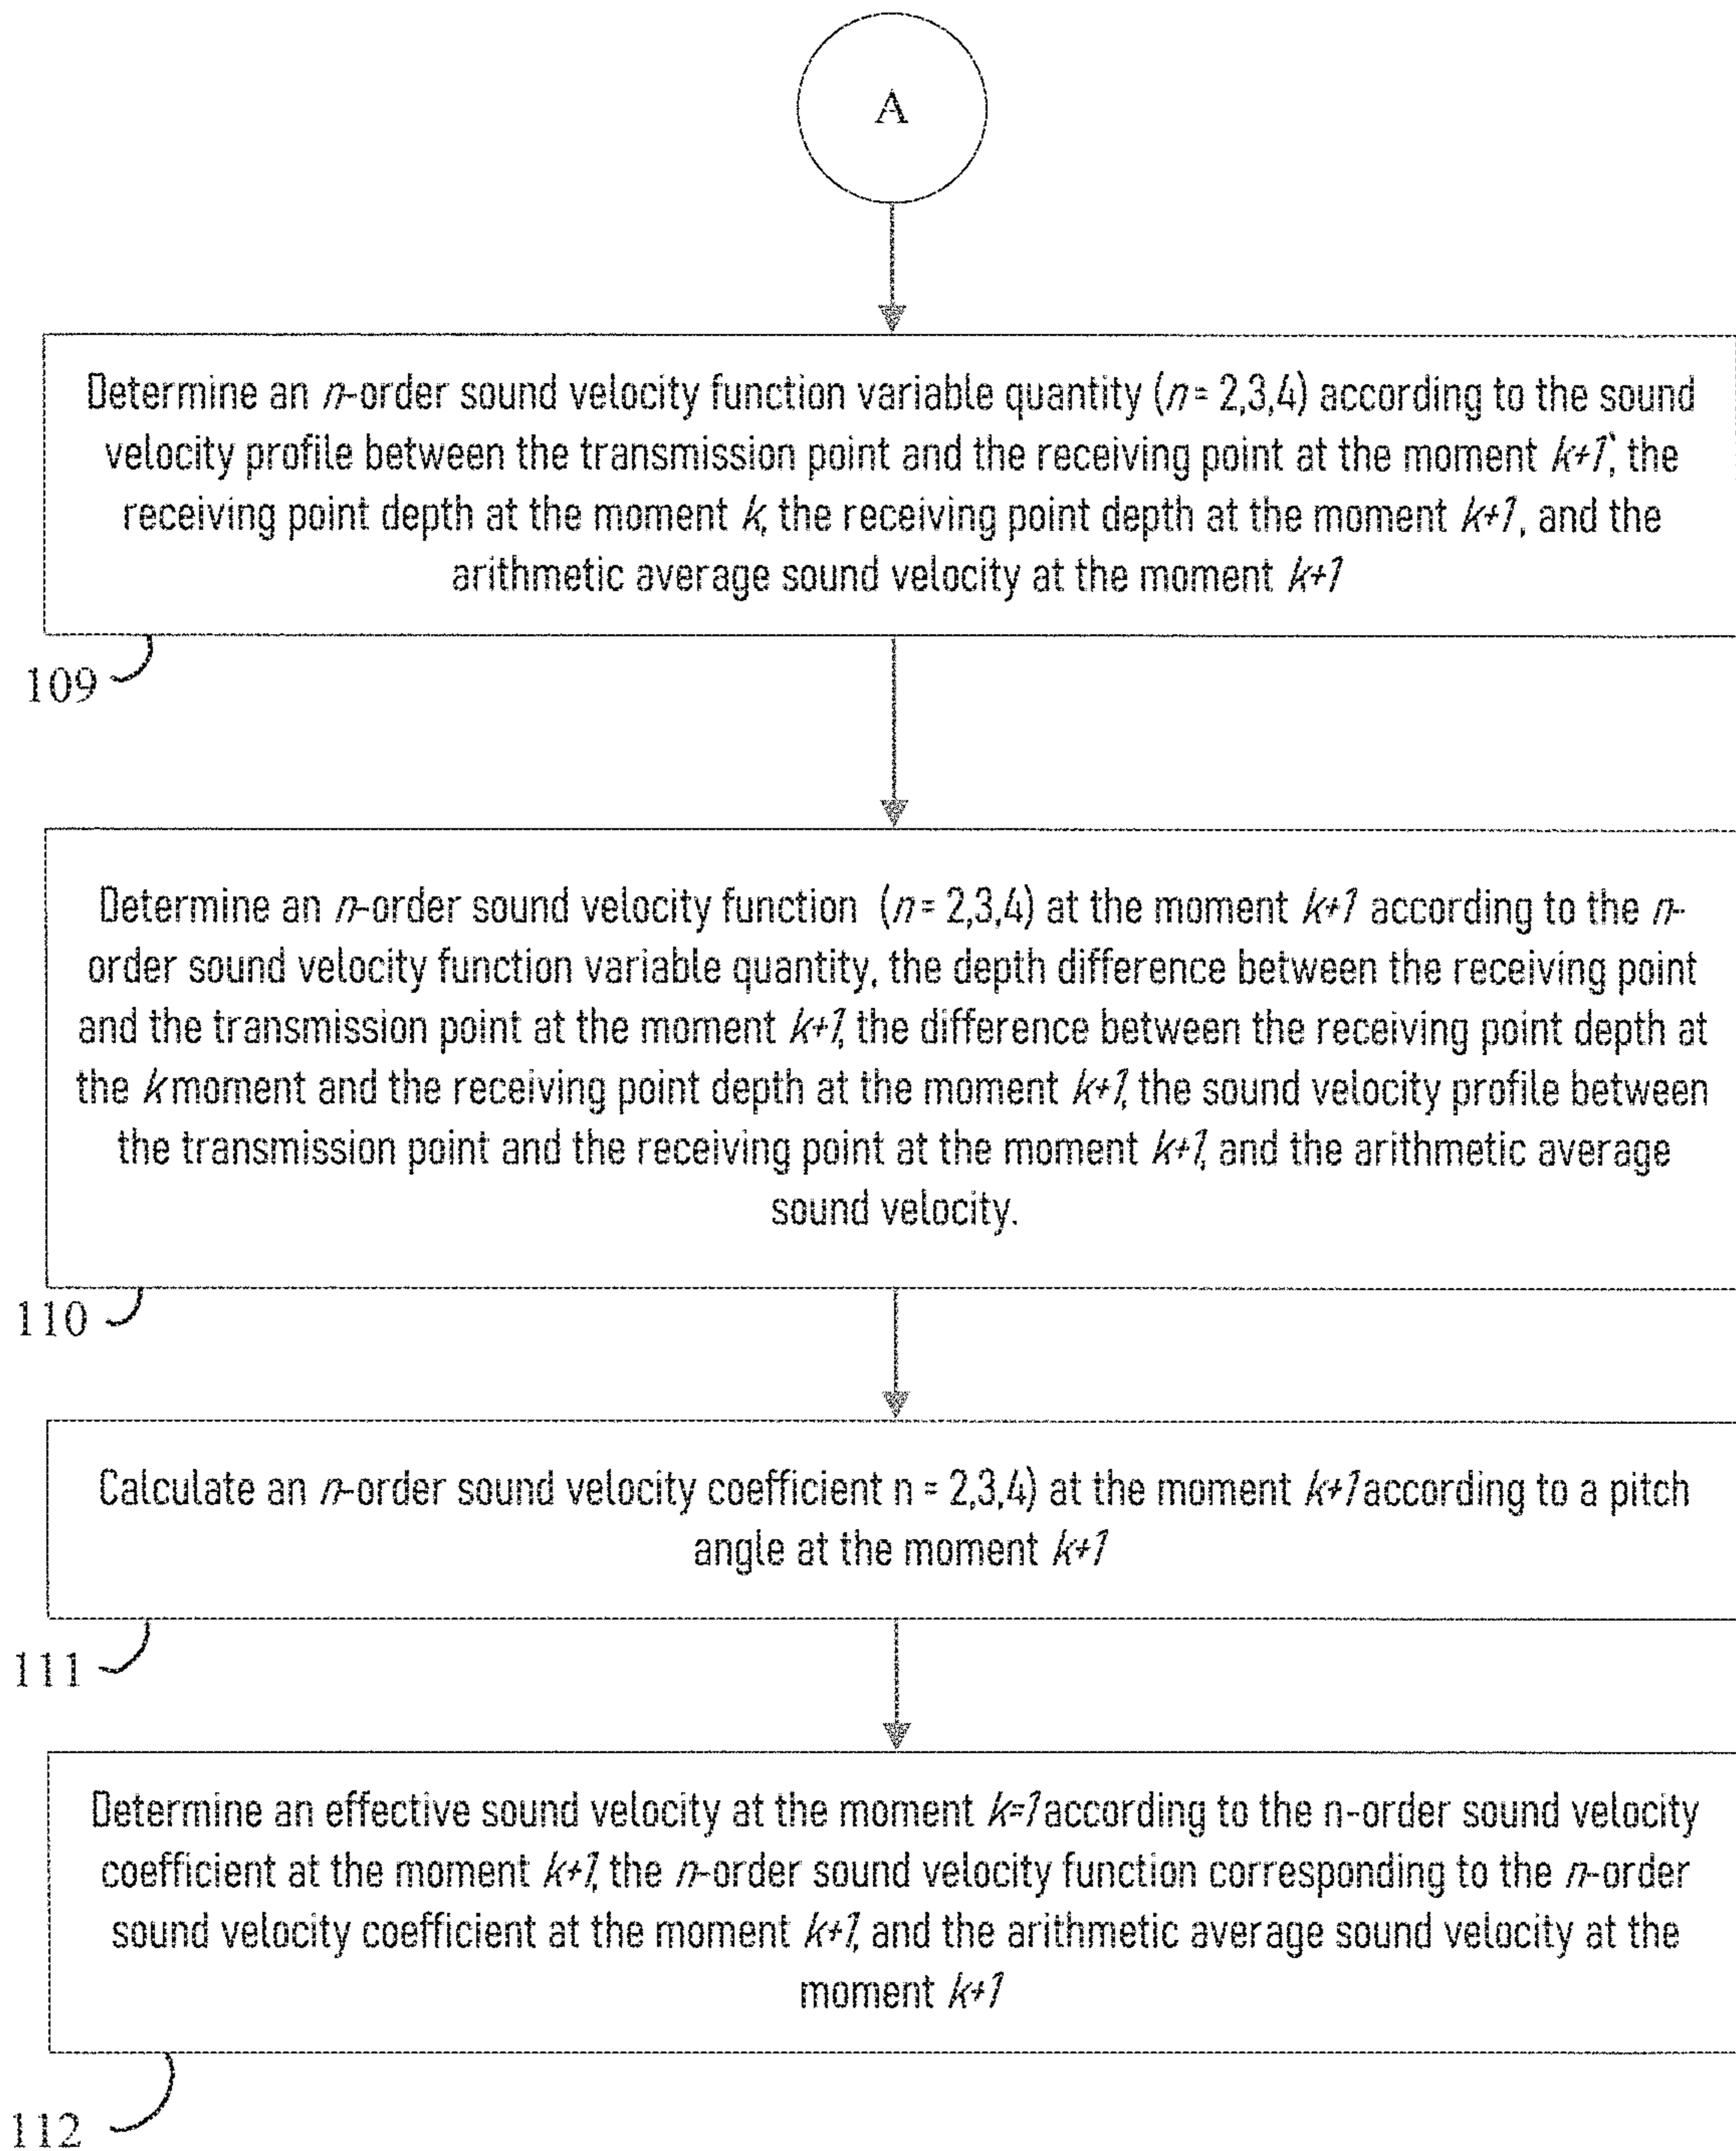 A
Determine an n-order sound velocity function variable quantity (n = 2,3,4) according to the sound
velocity profile between the transmission point and the receiving point at the moment k+1`, the
receiving point depth at the moment k, the receiving point depth at the moment k+1, and the
arithmetic average sound velocity at the moment k+1
109
Determine an n-order sound velocity function (n = 2,3,4) at the moment k+1 according to the n-
order sound velocity function variable quantity, the depth difference between the receiving point
and the transmission point at the moment k+1, the difference between the receiving point depth at
the k moment and the receiving point depth at the moment k+1, the sound velocity profile between
the transmission point and the receiving point at the moment k+1, and the arithmetic average
sound velocity.
110
Calculate an n-order sound velocity coefficient n = 2,3,4) at the moment k+1 according to a pitch
angle at the moment k+1
111
Determine an effective sound velocity at the moment k=1 according to the n-order sound velocity
coefficient at the moment k+1, the n-order sound velocity function corresponding to the n-order
sound velocity coefficient at the moment k+1, and the arithmetic average sound velocity at the
moment k+1
112